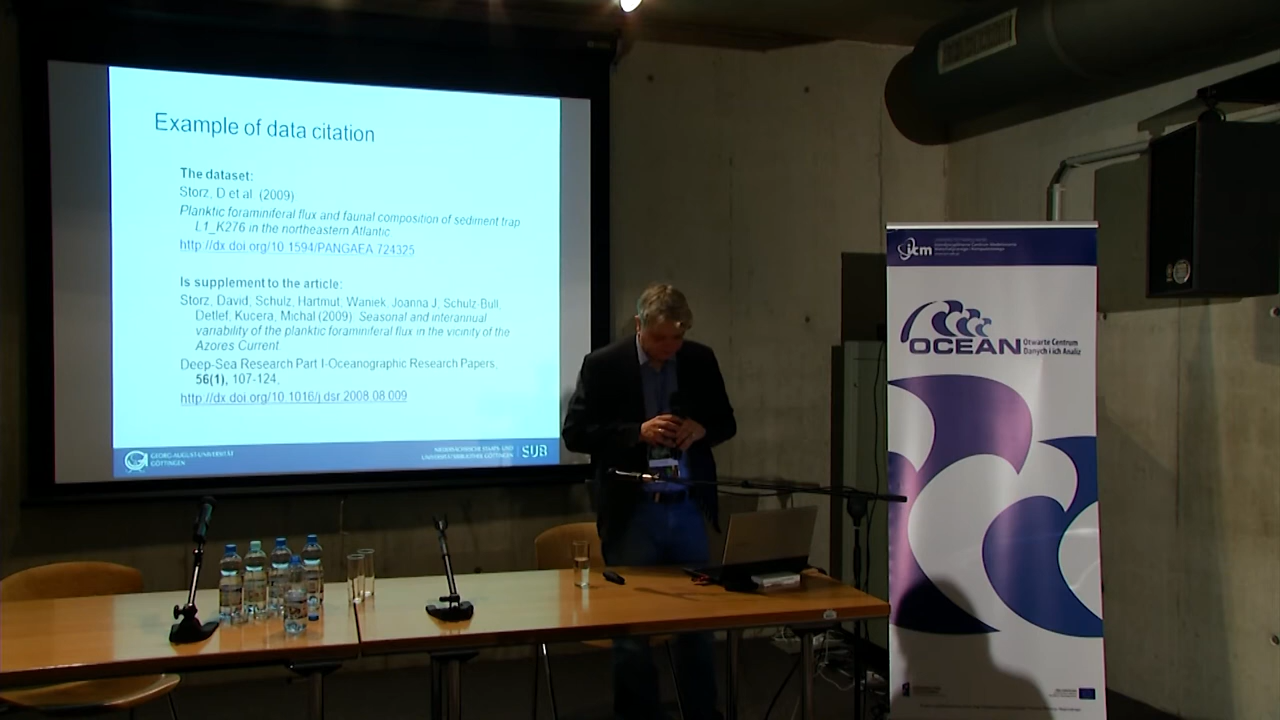 Example of data citation
The dataset:
Storz, D et al (2009)
Planktic foraminiferal flux and faunal composition of sediment trap
L1_K276 in the northeastern Atlantic.
http://dx.doi.org/10.1594/PANGAEA.724325
Is supplement to the article:
Storz, David, Schulz, Hartmut, Waniek, Joanna J, Schulz-Bull,
Detlef, Kucera, Michal (2009) Seasonal and interannual
variability of the planktic foraminiferal flux in the vicinity of the
Azores Current
Deep-Sea Research Part I-Oceanographic Research Papers,
56(1), 107-124,
http://dx.doi.org/10.1016/j.dsr.2008.08.009
GEORG-AUGUST-UNIVERSITÄT
GÖTTINGEN
NIEDERSÄCHSISCHE STAATS- UND
UNIVERSITÄTSBIBLIOTHEK GÖTTINGEN
SUB
icm
OCEAN
Otwarte Centrum
Danych i ich Analiz